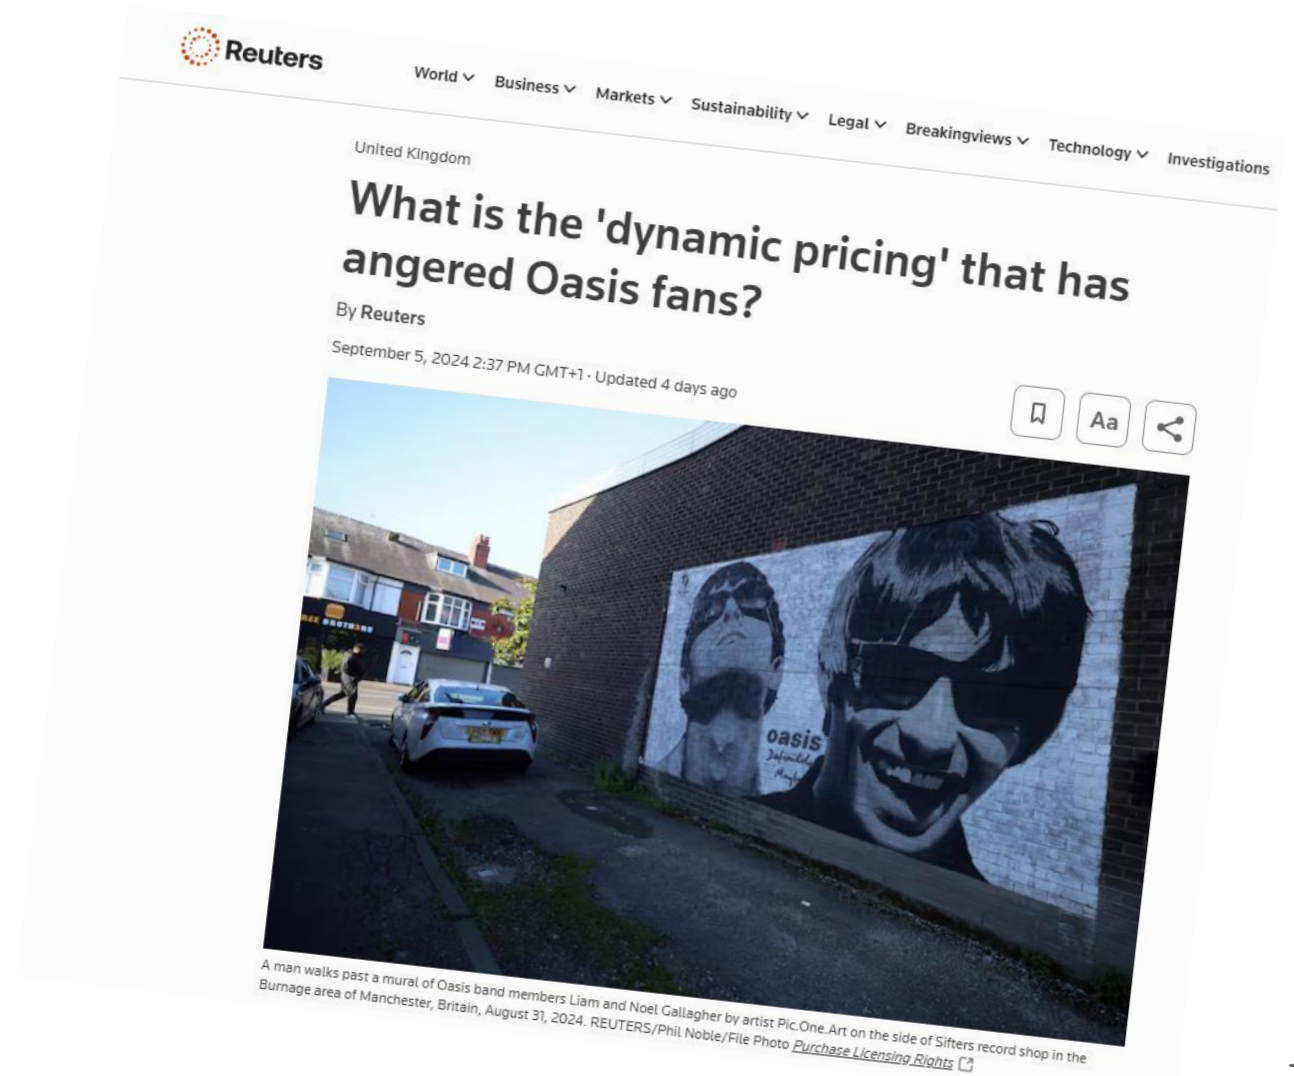 Reuters
World Business Markets Sustainability Legal Breakingviews Technology Investigations
United Kingdom
What is the 'dynamic pricing' that has
angered Oasis fans?
By Reuters
September 5, 2024 2:37 PM GMT+1 · Updated 4 days ago
Aa
BROTHERS
oasis
Definitely
Maybe
A man walks past a mural of Oasis band members Liam and Noel Gallagher by artist Pic.One.Art on the side of Sifters record shop in the
Burnage area of Manchester, Britain, August 31, 2024. REUTERS/Phil Noble/File Photo Purchase Licensing Rights